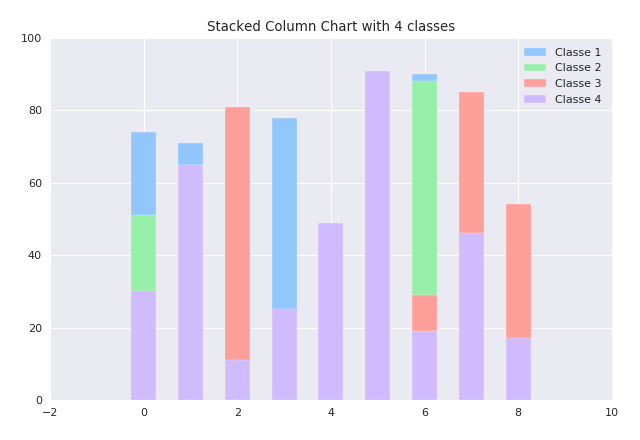 Stacked Column Chart with 4 classes
100
80
60
40
20
0
−2 0 2 4 6 8 10
Classe 1
Classe 2
Classe 3
Classe 4